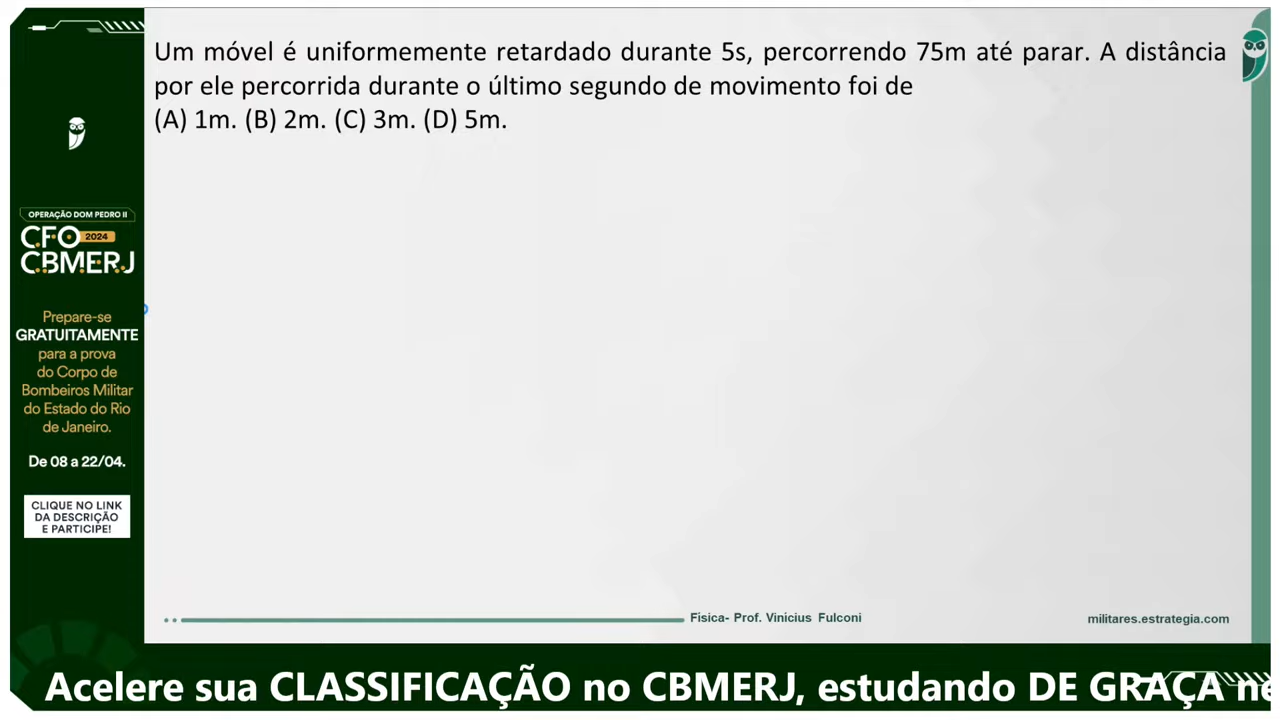 Um móvel é uniformemente retardado durante 5s, percorrendo 75m até parar. A distância
por ele percorrida durante o último segundo de movimento foi de
(A) 1m. (B) 2m. (C) 3m. (D) 5m.
OPERAÇÃO DOM PEDRO II
CFO 2024
CBMERJ
Prepare-se
GRATUITAMENTE
para a prova
do Corpo de
Bombeiros Militar
do Estado do Rio
de Janeiro.
De 08 a 22/04.
CLIQUE NO LINK
DA DESCRIÇÃO
E PARTICIPE!
Física- Prof. Vinicius Fulconi
militares.estrategia.com
Acelere sua CLASSIFICAÇÃO no CBMERJ, estudando DE GRAÇA